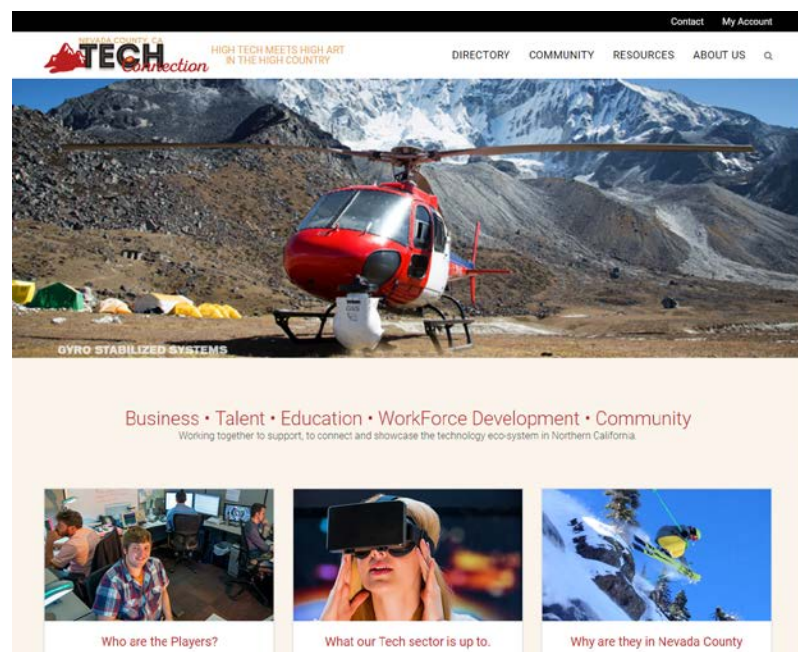 Contact My Account
NEVADA COUNTY, CA
TECH
Connection
HIGH TECH MEETS HIGH ART
IN THE HIGH COUNTRY
DIRECTORY COMMUNITY RESOURCES ABOUT US
GYRO STABILIZED SYSTEMS
Business • Talent • Education • WorkForce Development • Community
Working together to support, to connect and showcase the technology eco-system in Northern California.
Who are the Players?
What our Tech sector is up to.
Why are they in Nevada County